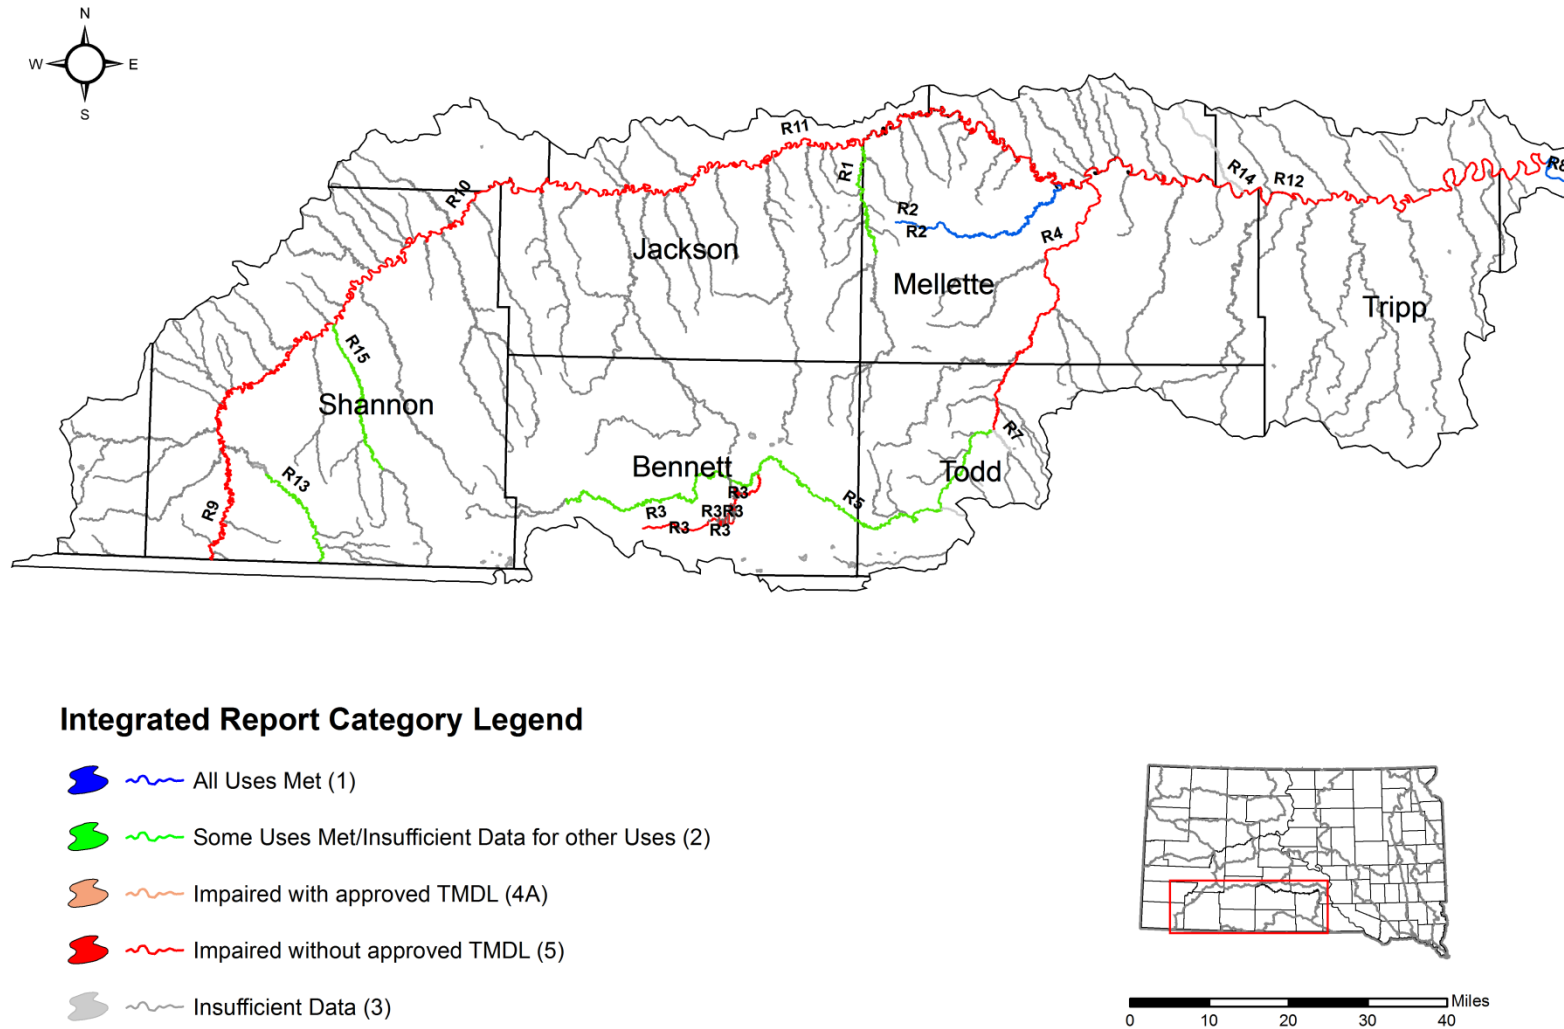 N
W E
S
R11
R10
R1
R14
R12
R8
R2
R2
R4
Jackson
Mellette
Tripp
R15
Shannon
R7
Bennett
Todd
R13
R9
R3
R5
R3
R3R3
R3
R3
Integrated Report Category Legend
All Uses Met (1)
Some Uses Met/Insufficient Data for other Uses (2)
Impaired with approved TMDL (4A)
Impaired without approved TMDL (5)
Insufficient Data (3)
Miles
0 10 20 30 40